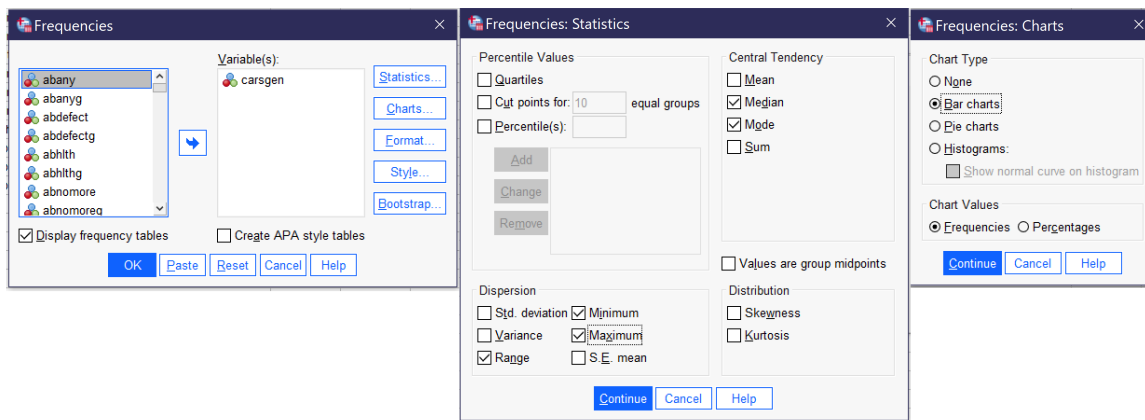 Frequencies
Variable(s):
abany
abanyg
abdefect
abdefectg
abhlth
abhlthg
abnomore
abnomoreg
carsgen
Statistics...
Charts...
Format...
Style...
Bootstrap...
Display frequency tables
Create APA style tables
OK Paste Reset Cancel Help
Frequencies: Statistics
Percentile Values
Quartiles
Cut points for: 10 equal groups
Percentile(s):
Add
Change
Remove
Central Tendency
Mean
Median
Mode
Sum
Values are group midpoints
Dispersion
Std. deviation Minimum
Variance Maximum
Range S.E. mean
Distribution
Skewness
Kurtosis
Continue Cancel Help
Frequencies: Charts
Chart Type
None
Bar charts
Pie charts
Histograms:
Show normal curve on histogram
Chart Values
Frequencies Percentages
Continue Cancel Help